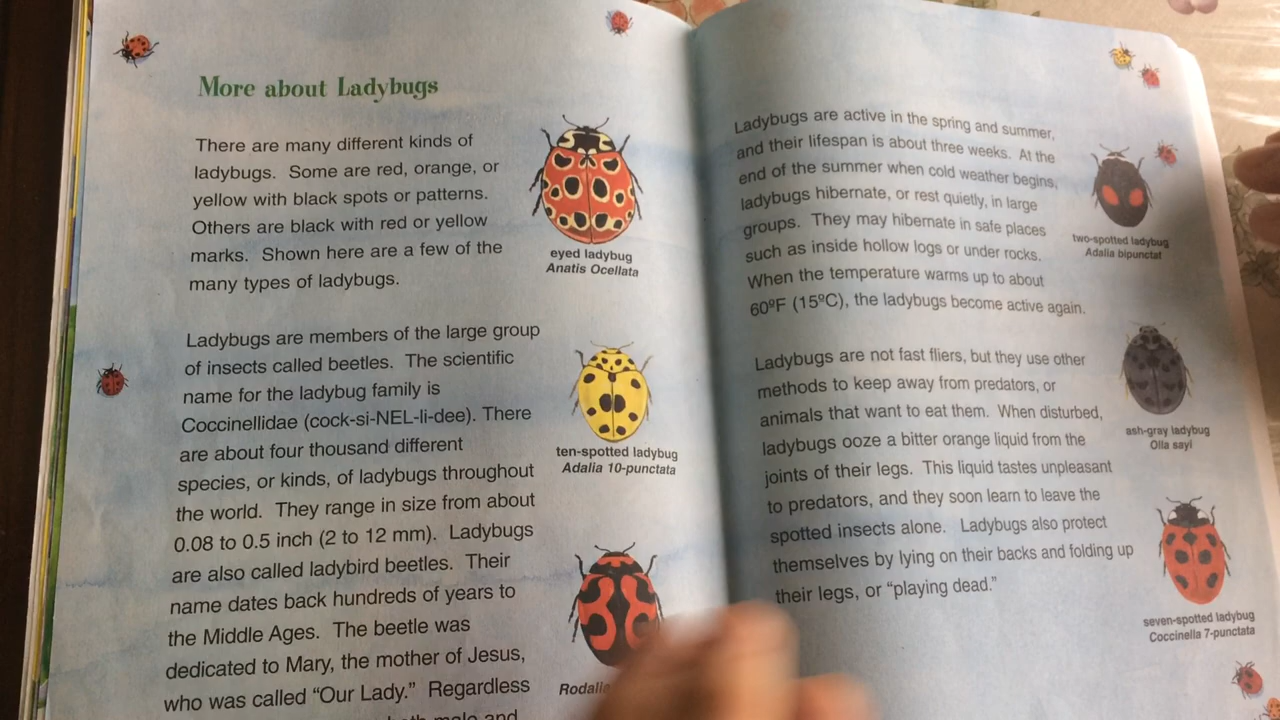 More about Ladybugs
There are many different kinds of
ladybugs. Some are red, orange, or
yellow with black spots or patterns.
Others are black with red or yellow
marks. Shown here are a few of the
many types of ladybugs.
Ladybugs are members of the large group
of insects called beetles. The scientific
name for the ladybug family is
Coccinellidae (cock-si-NEL-li-dee). There
are about four thousand different
species, or kinds, of ladybugs throughout
the world. They range in size from about
0.08 to 0.5 inch (2 to 12 mm). Ladybugs
are also called ladybird beetles. Their
name dates back hundreds of years to
the Middle Ages. The beetle was
dedicated to Mary, the mother of Jesus,
who was called “Our Lady.” Regardless
male and
eyed ladybug
Anatis Ocellata
ten-spotted ladybug
Adalia 10-punctata
Ladybugs are active in the spring and summer,
and their lifespan is about three weeks. At the
end of the summer when cold weather begins,
ladybugs hibernate, or rest quietly, in large
groups. They may hibernate in safe places
such as inside hollow logs or under rocks.
When the temperature warms up to about
60ºF (15ºC), the ladybugs become active again.
Ladybugs are not fast fliers, but they use other
methods to keep away from predators, or
animals that want to eat them. When disturbed,
ladybugs ooze a bitter orange liquid from the
joints of their legs. This liquid tastes unpleasant
to predators, and they soon learn to leave the
spotted insects alone. Ladybugs also protect
themselves by lying on their backs and folding up
their legs, or “playing dead.”
two-spotted ladybug
Adalia bipunctat
ash-gray ladybug
Olla sayi
seven-spotted ladybug
Coccinella 7-punctata